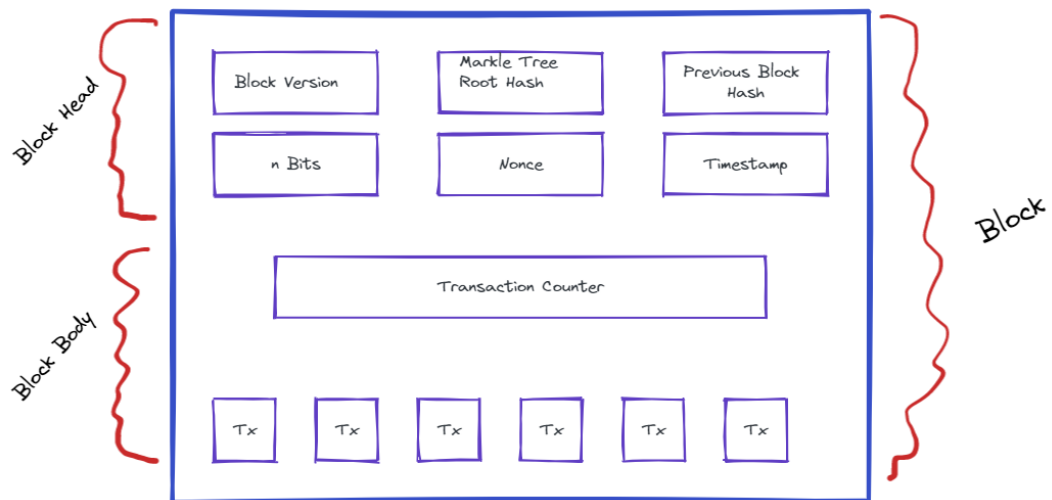 Block Head
Block Version
Markle Tree
Root Hash
Previous Block
Hash
n Bits
Nonce
Timestamp
Block
Block Body
Transaction Counter
Tx
Tx
Tx
Tx
Tx
Tx